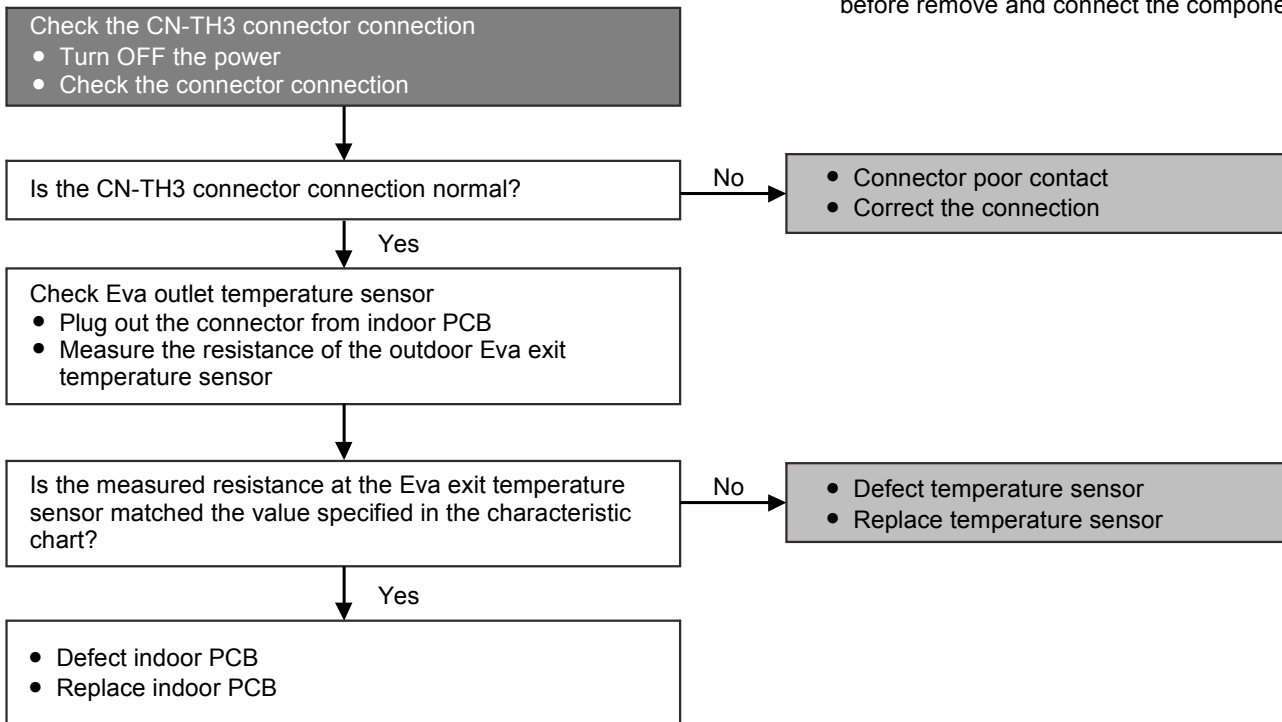 before remove and connect the compone
Check the CN-TH3 connector connection
• Turn OFF the power
• Check the connector connection
Is the CN-TH3 connector connection normal?
No
• Connector poor contact
• Correct the connection
Yes
Check Eva outlet temperature sensor
• Plug out the connector from indoor PCB
• Measure the resistance of the outdoor Eva exit
temperature sensor
Is the measured resistance at the Eva exit temperature
sensor matched the value specified in the characteristic
chart?
No
• Defect temperature sensor
• Replace temperature sensor
Yes
• Defect indoor PCB
• Replace indoor PCB